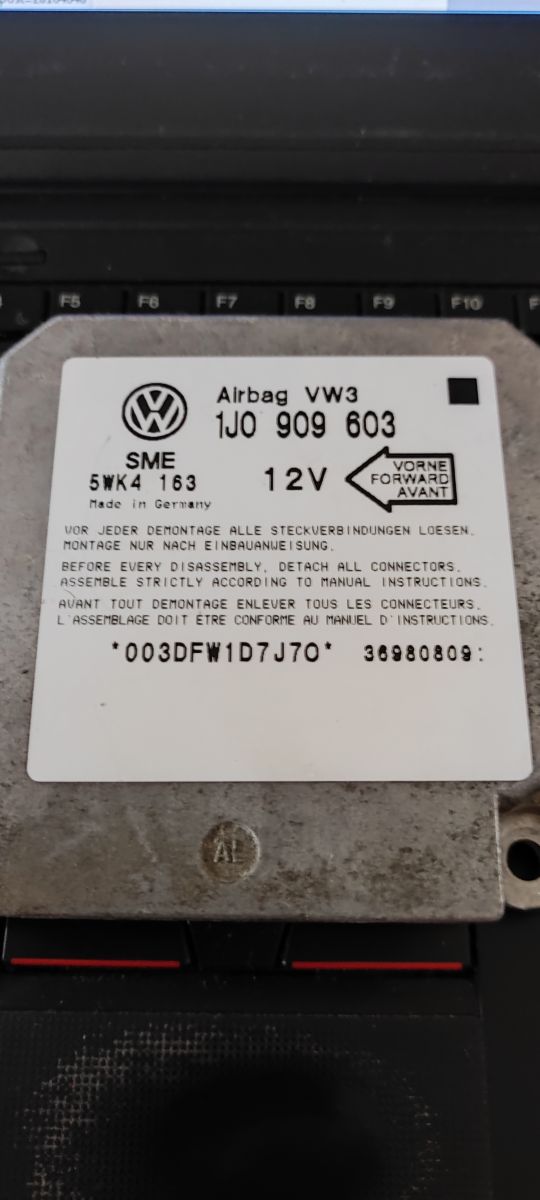 F5 F6 F7 F8 F9 F10
Airbag VW3
1J0 909 603
SME
5WK4 163
Made in Germany
12V
VORNE
FORWARD
AVANT
VOR JEDER DEMONTAGE ALLE STECKVERBINDUNGEN LOESEN.
MONTAGE NUR NACH EINBAUANWEISUNG.
BEFORE EVERY DISASSEMBLY, DETACH ALL CONNECTORS.
ASSEMBLE STRICTLY ACCORDING TO MANUAL INSTRUCTIONS.
AVANT TOUT DEMONTAGE ENLEVER TOUS LES CONNECTEURS.
L'ASSEMBLAGE DOIT ÊTRE CONFORME AU MANUEL D'INSTRUCTIONS.
*003DFW1D7J7O* 36980809: